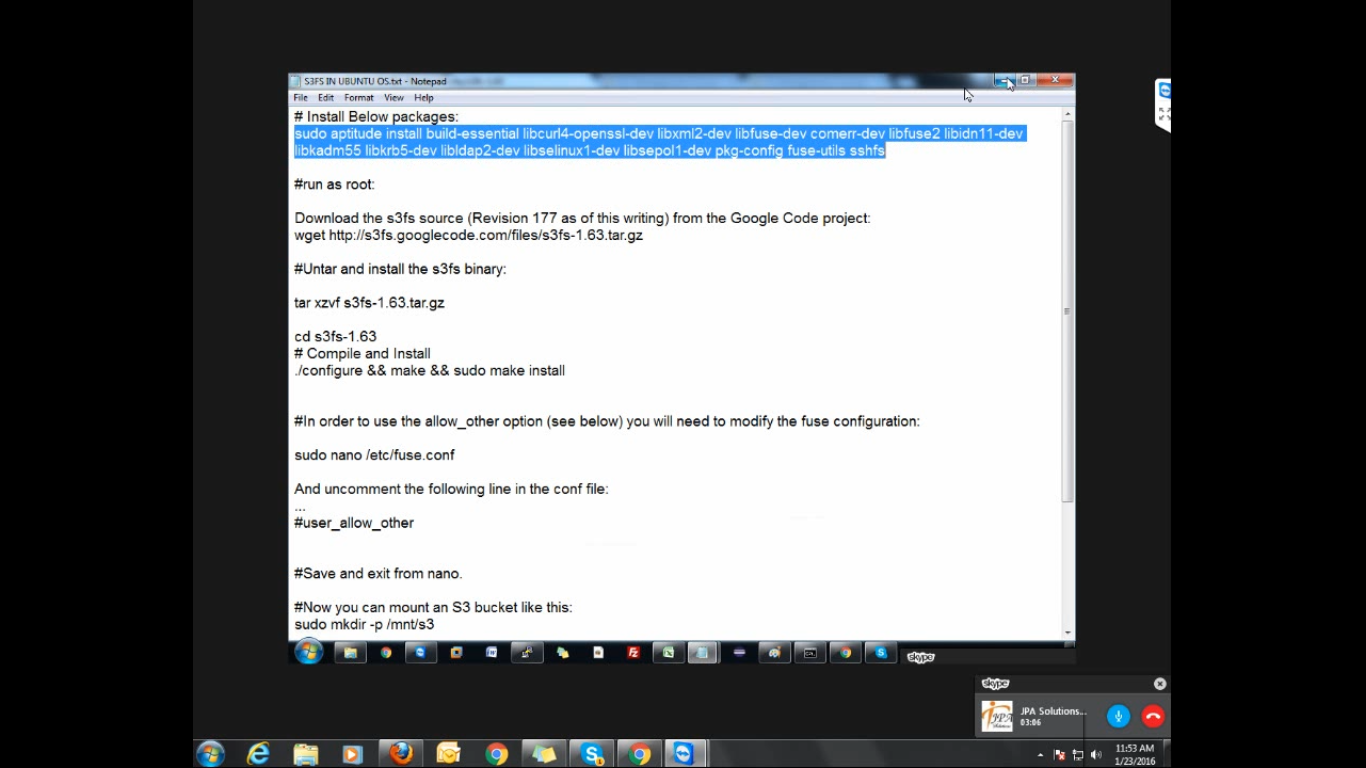 S3FS IN UBUNTU OS.txt - Notepad
File Edit Format View Help
# Install Below packages:
sudo aptitude install build-essential libcurl4-openssl-dev libxml2-dev libfuse-dev comerr-dev libfuse2 libidn11-dev
libkadm55 libkrb5-dev libldap2-dev libselinux1-dev libsepol1-dev pkg-config fuse-utils sshfs
#run as root:
Download the s3fs source (Revision 177 as of this writing) from the Google Code project:
wget http://s3fs.googlecode.com/files/s3fs-1.63.tar.gz
#Untar and install the s3fs binary:
tar xzvf s3fs-1.63.tar.gz
cd s3fs-1.63
# Compile and Install
./configure && make && sudo make install
#In order to use the allow_other option (see below) you will need to modify the fuse configuration:
sudo nano /etc/fuse.conf
And uncomment the following line in the conf file:
...
#user_allow_other
#Save and exit from nano.
#Now you can mount an S3 bucket like this:
sudo mkdir -p /mnt/s3
skype
skype
JPA Solutions...
03:06
11:53 AM
1/23/2016